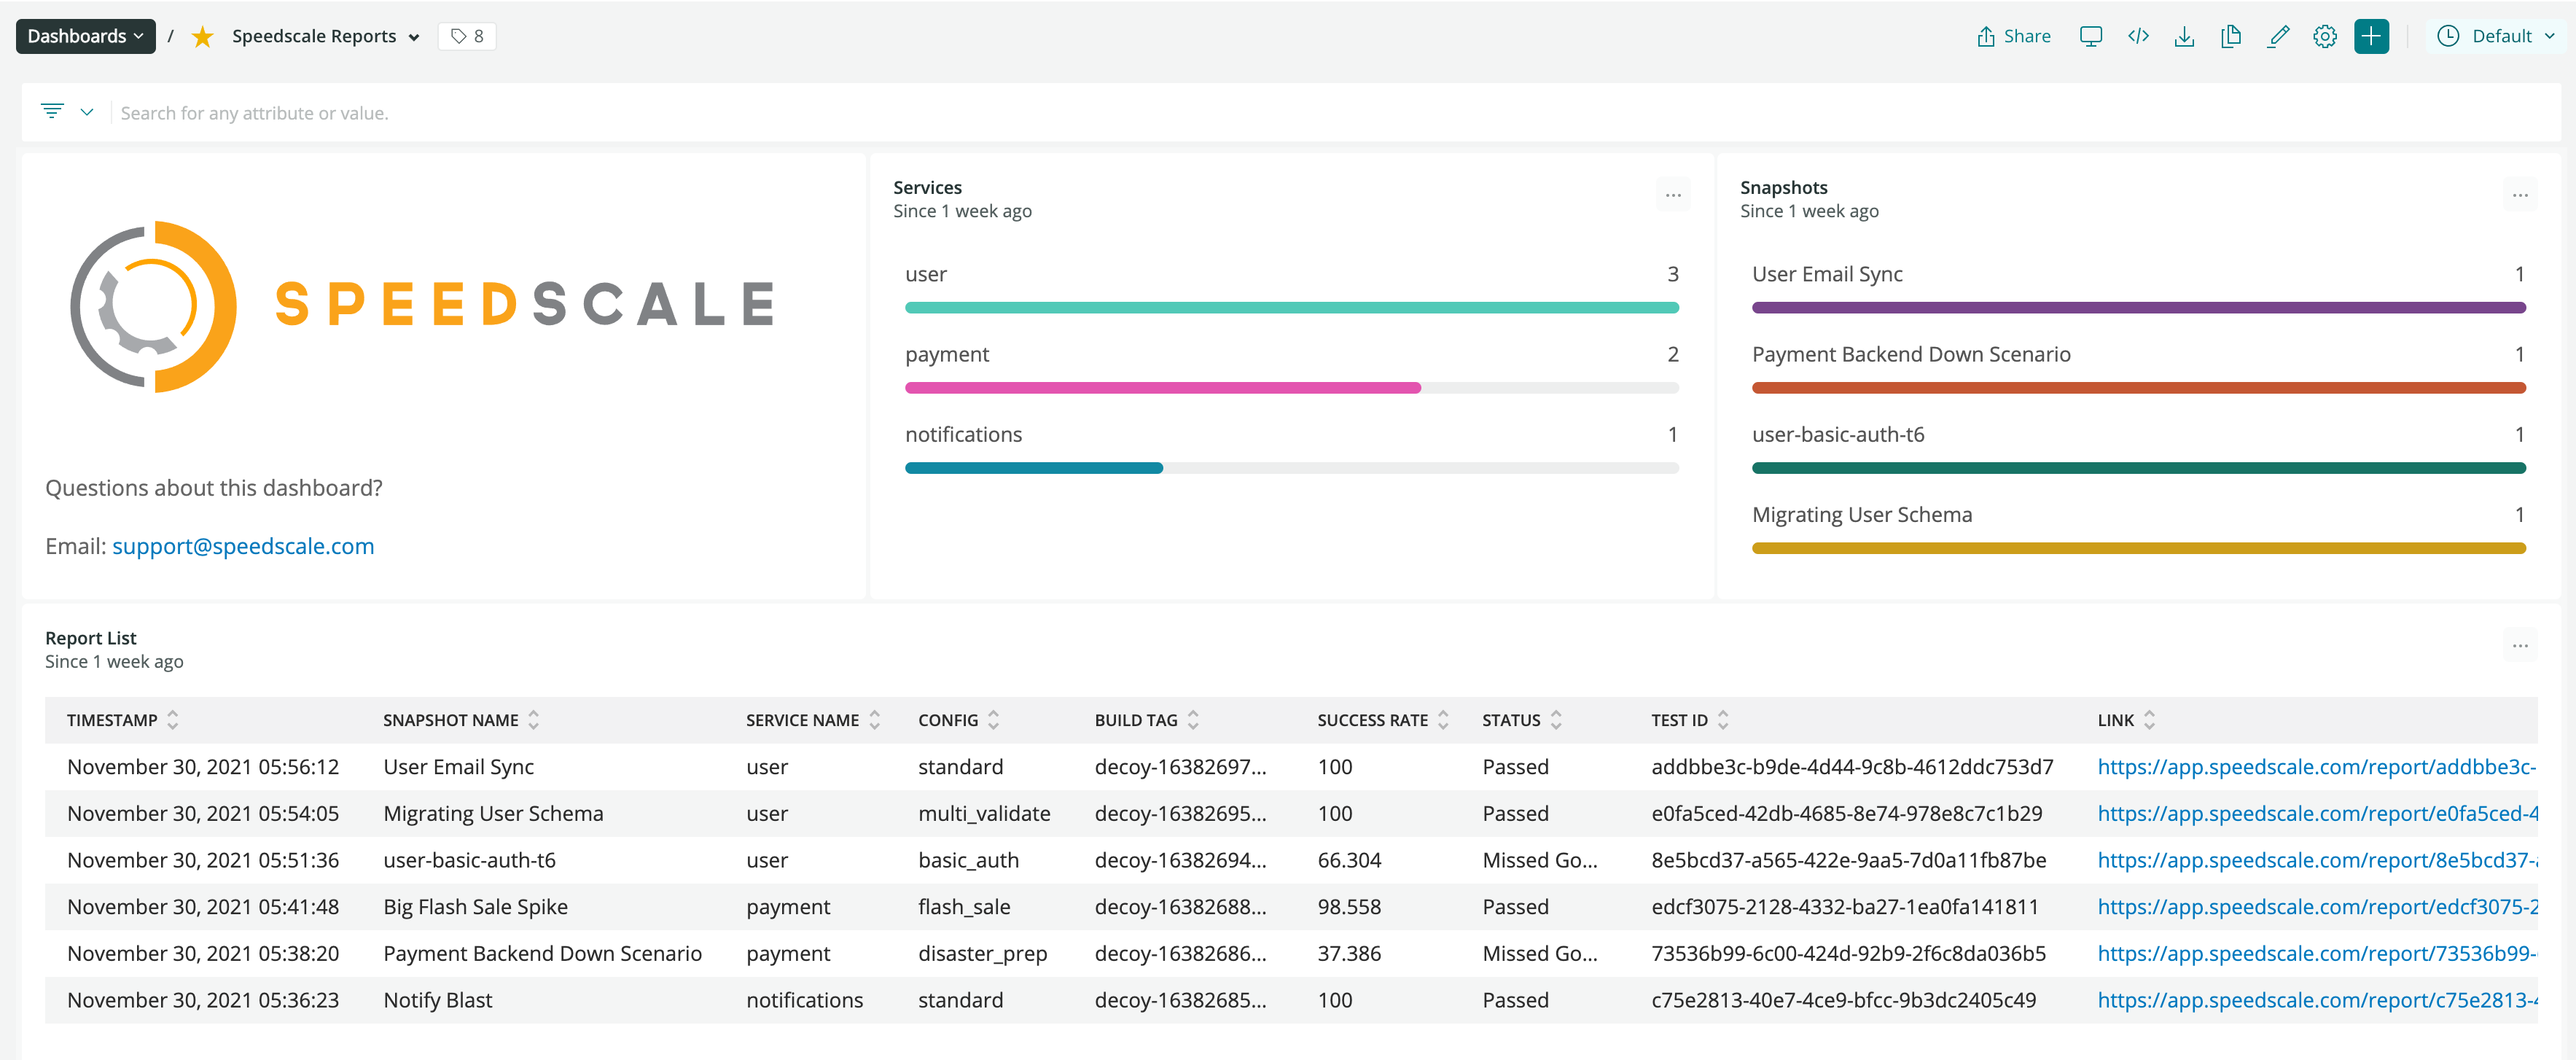 Dashboards / Speedscale Reports 8 Share Default
Search for any attribute or value.
SPEEDSCALE
Questions about this dashboard?
Email: support@speedscale.com
Services
Since 1 week ago
user 3
payment 2
notifications 1
Snapshots
Since 1 week ago
User Email Sync 1
Payment Backend Down Scenario 1
user-basic-auth-t6 1
Migrating User Schema 1
Report List
Since 1 week ago
TIMESTAMP SNAPSHOT NAME SERVICE NAME CONFIG BUILD TAG SUCCESS RATE STATUS TEST ID LINK
November 30, 2021 05:56:12 User Email Sync user standard decoy-16382697... 100 Passed addbbe3c-b9de-4d44-9c8b-4612ddc753d7 https://app.speedscale.com/report/addbbe3c-
November 30, 2021 05:54:05 Migrating User Schema user multi_validate decoy-16382695... 100 Passed e0fa5ced-42db-4685-8e74-978e8c7c1b29 https://app.speedscale.com/report/e0fa5ced-4
November 30, 2021 05:51:36 user-basic-auth-t6 user basic_auth decoy-16382694... 66.304 Missed Go... 8e5bcd37-a565-422e-9aa5-7d0a11fb87be https://app.speedscale.com/report/8e5bcd37-
November 30, 2021 05:41:48 Big Flash Sale Spike payment flash_sale decoy-16382688... 98.558 Passed edcf3075-2128-4332-ba27-1ea0fa141811 https://app.speedscale.com/report/edcf3075-2
November 30, 2021 05:38:20 Payment Backend Down Scenario payment disaster_prep decoy-16382686... 37.386 Missed Go... 73536b99-6c00-424d-92b9-2f6c8da036b5 https://app.speedscale.com/report/73536b99-
November 30, 2021 05:36:23 Notify Blast notifications standard decoy-16382685... 100 Passed c75e2813-40e7-4ce9-bfcc-9b3dc2405c49 https://app.speedscale.com/report/c75e2813-4